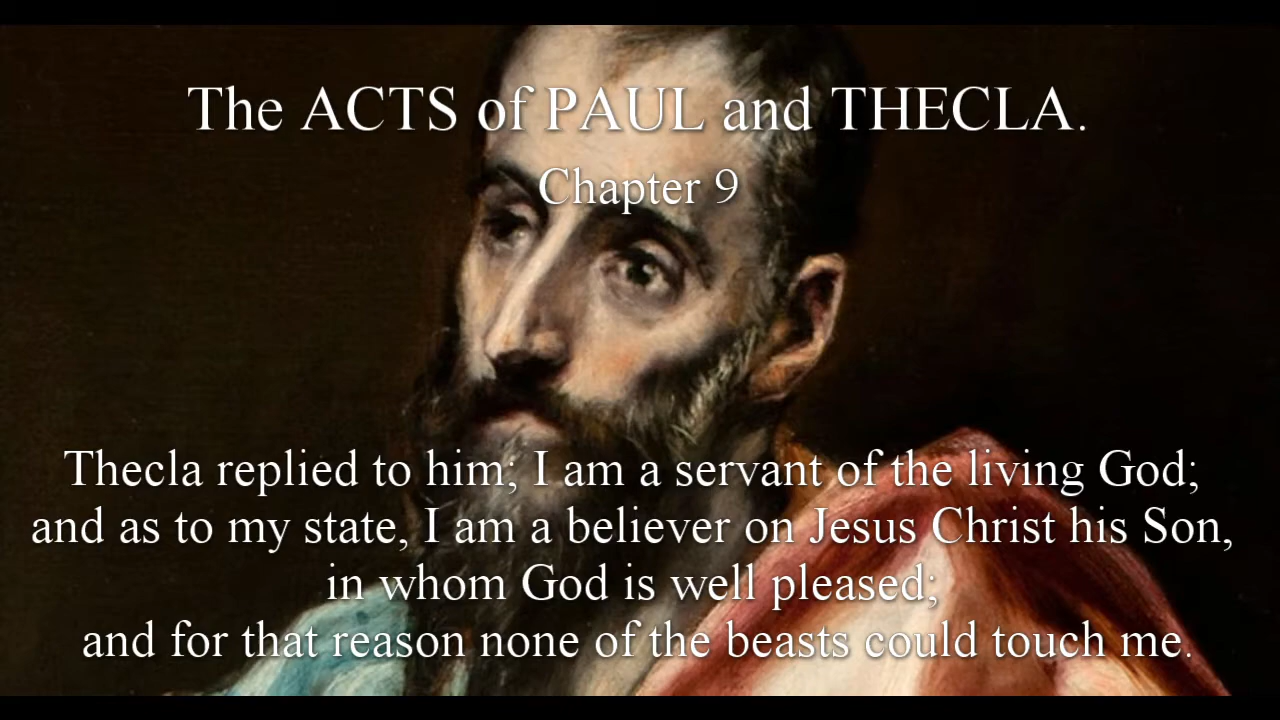 The ACTS of PAUL and THECLA.
Chapter 9
Thecla replied to him; I am a servant of the living God;
and as to my state, I am a believer on Jesus Christ his Son,
in whom God is well pleased;
and for that reason none of the beasts could touch me.